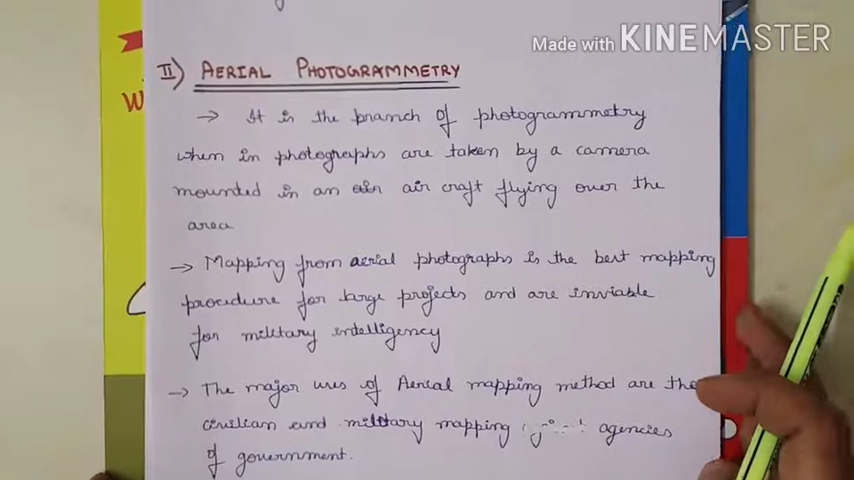 Made with KINEMASTER
II) AERIAL PHOTOGRAMMETRY
→ It is the branch of photogrammetry
when in photographs are taken by a camera
mounted in an air air craft flying over the
area
→ Mapping from aerial photographs is the best mapping
procedure for large projects and are inviable
for military intelligency
→ The major uses of Aerial mapping method are the
civilian and military mapping agencies
of government.